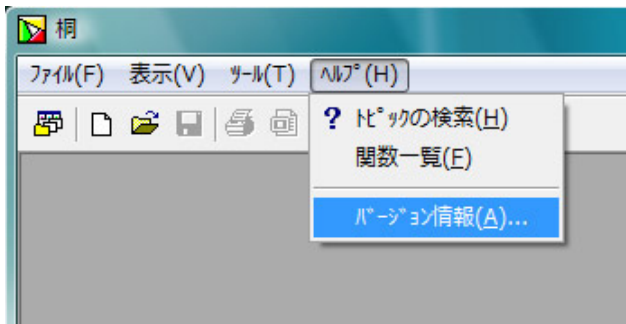 桐
ﾌｧｲﾙ(F) 表示(V) ﾂｰﾙ(T) ﾍﾙﾌﾟ(H)
? ﾄﾋﾟｯｸの検索(H)
関数一覧(F)
ﾊﾞｰｼﾞｮﾝ情報(A)...